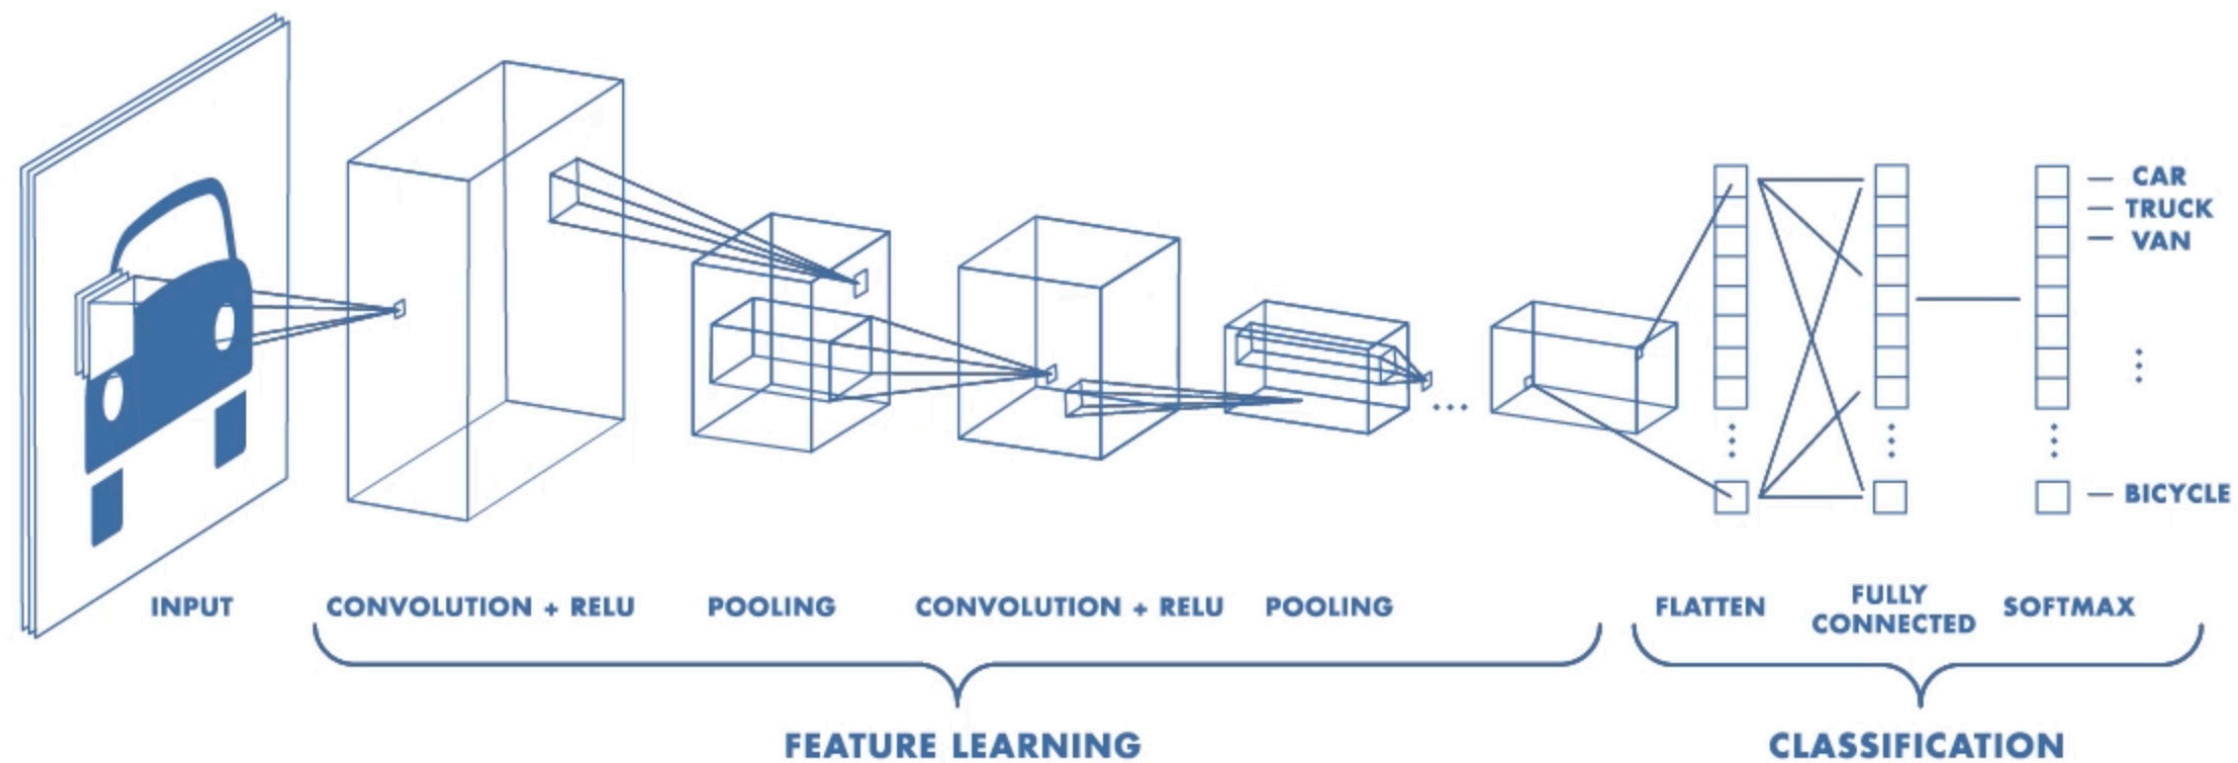 CAR
TRUCK
VAN
BICYCLE
INPUT
CONVOLUTION + RELU
POOLING
CONVOLUTION + RELU
POOLING
FLATTEN
FULLY
CONNECTED
SOFTMAX
FEATURE LEARNING
CLASSIFICATION